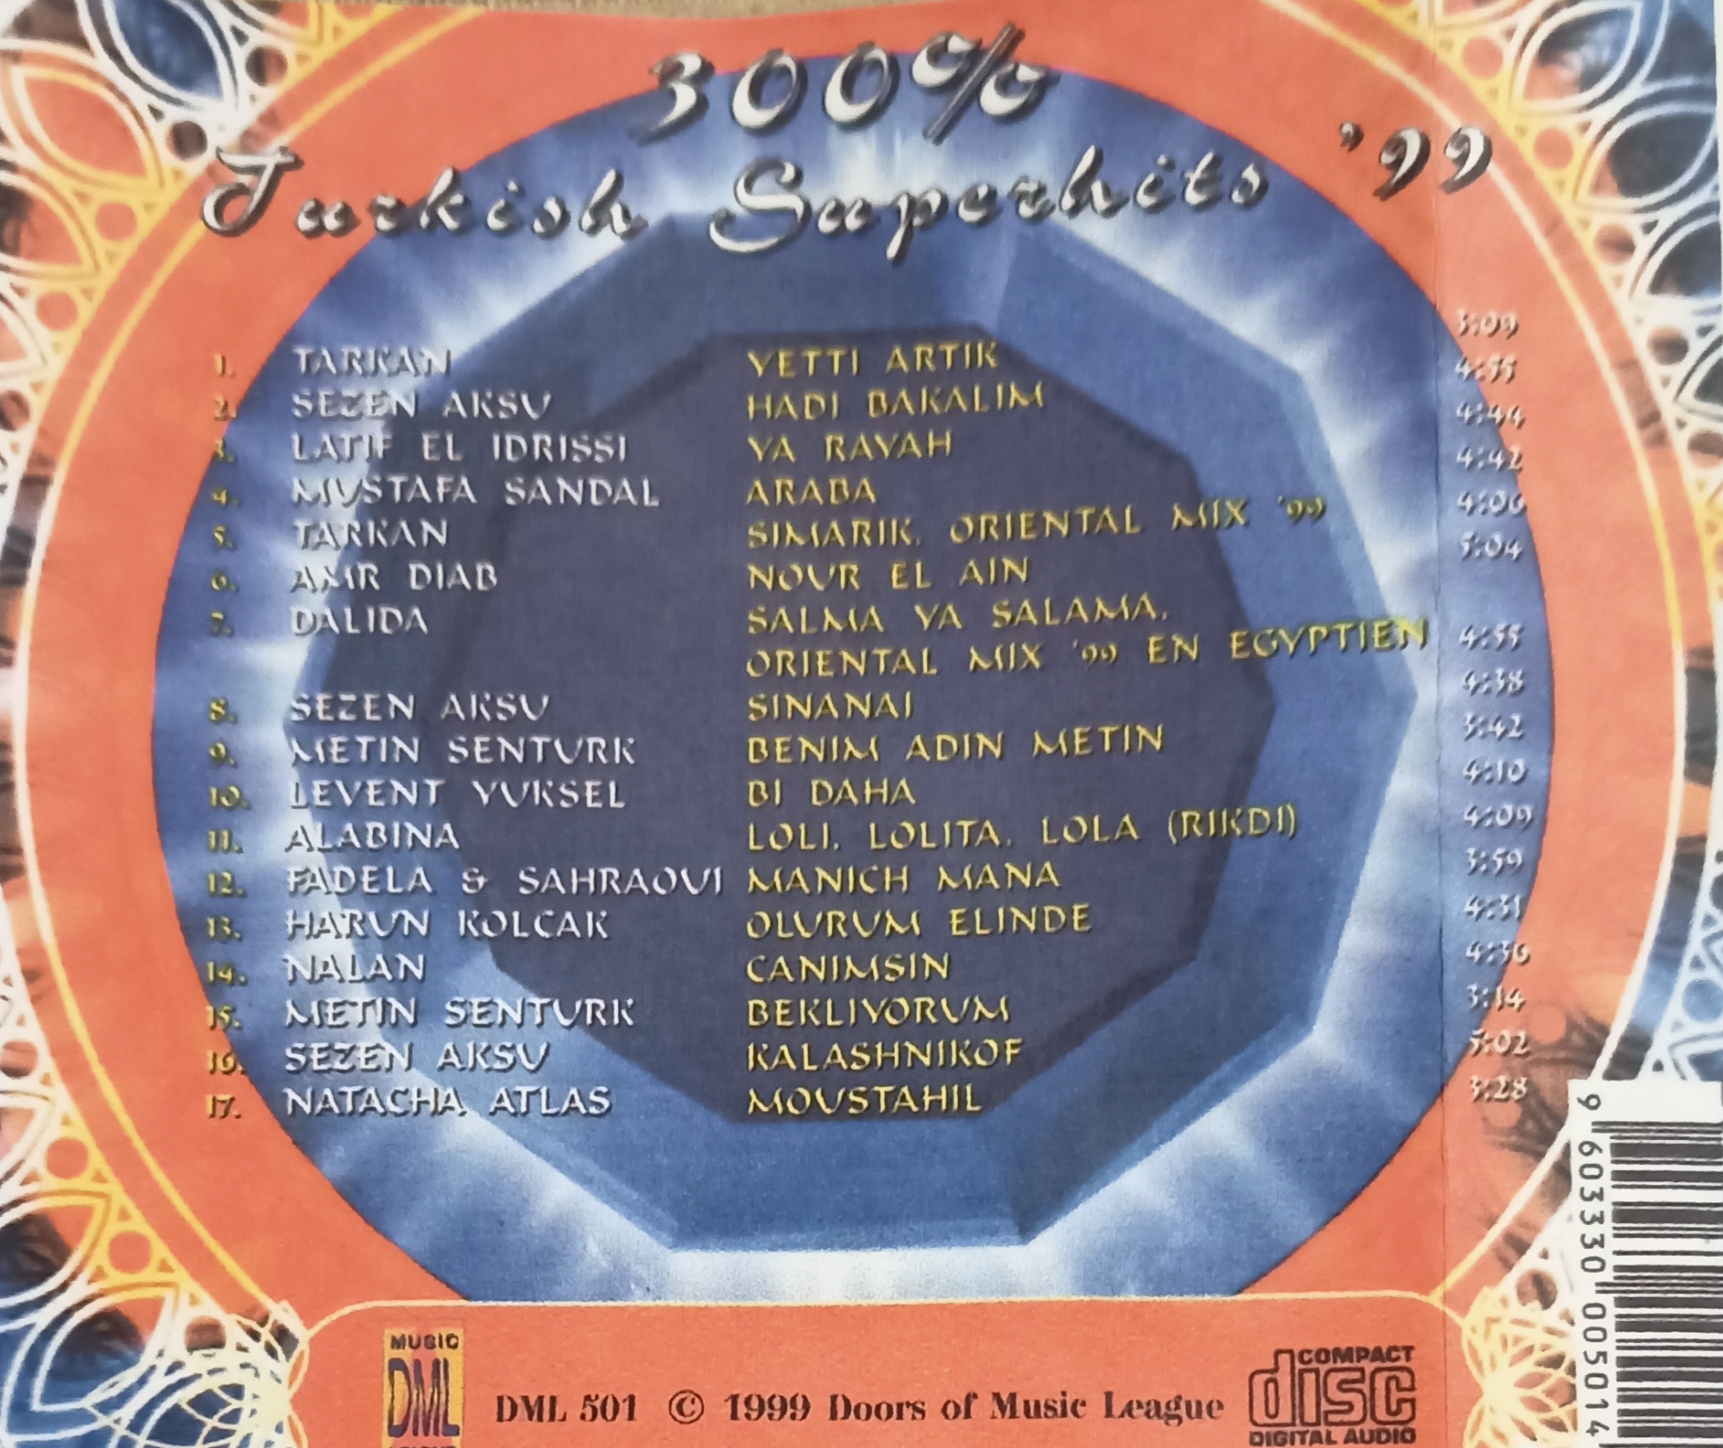 300%
Turkish Superhits '99
1. TARKAN YETTI ARTIK 3:09
2. SEZEN AKSU HADI BAKALIM 4:55
3. LATIF EL IDRISSI YA RAYAH 4:44
4. MUSTAFA SANDAL ARABA 4:42
5. TARKAN SIMARIK, ORIENTAL MIX '99 4:06
6. AMR DIAB NOUR EL AIN 5:04
7. DALIDA SALMA YA SALAMA,
ORIENTAL MIX '99 EN EGYPTIEN 4:55
8. SEZEN AKSU SINANAI 4:38
9. METIN SENTURK BENIM ADIN METIN 3:42
10. LEVENT YUKSEL BI DAHA 4:10
11. ALABINA LOLI, LOLITA, LOLA (RIKDI) 4:09
12. FADELA & SAHRAOUI MANICH MANA 3:59
13. HARUN KOLCAK OLURUM ELINDE 4:31
14. NALAN CANIMSIN 4:36
15. METIN SENTURK BEKLIYORUM 3:14
16. SEZEN AKSU KALASHNIKOF 5:02
17. NATACHA ATLAS MOUSTAHIL 3:28
MUSIC
DML
DML 501 © 1999 Doors of Music League
COMPACT
disc
DIGITAL AUDIO
9 603330 005014